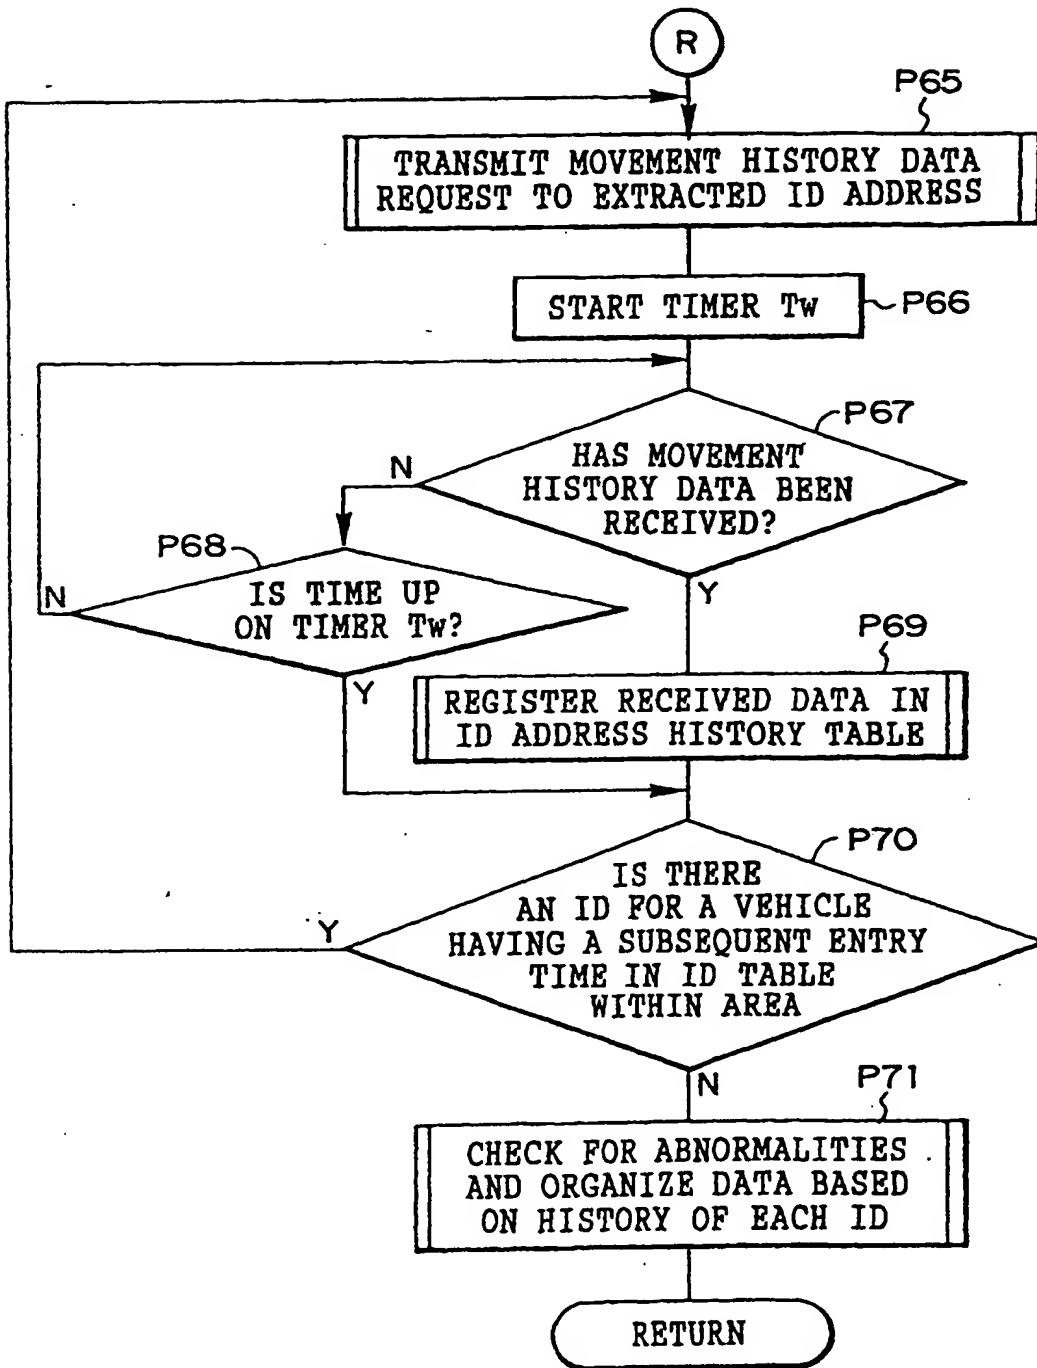 R
P65
TRANSMIT MOVEMENT HISTORY DATA
REQUEST TO EXTRACTED ID ADDRESS
START TIMER Tw
P66
P67
N
HAS MOVEMENT
HISTORY DATA BEEN
RECEIVED?
P68
N
IS TIME UP
ON TIMER Tw?
Y
Y
P69
REGISTER RECEIVED DATA IN
ID ADDRESS HISTORY TABLE
P70
Y
IS THERE
AN ID FOR A VEHICLE
HAVING A SUBSEQUENT ENTRY
TIME IN ID TABLE
WITHIN AREA
N
P71
CHECK FOR ABNORMALITIES
AND ORGANIZE DATA BASED
ON HISTORY OF EACH ID
RETURN